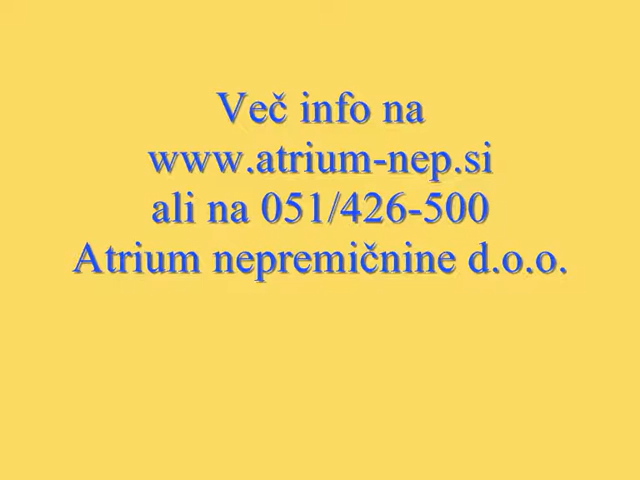 Več info na
www.atrium-nep.si
ali na 051/426-500
Atrium nepremičnine d.o.o.